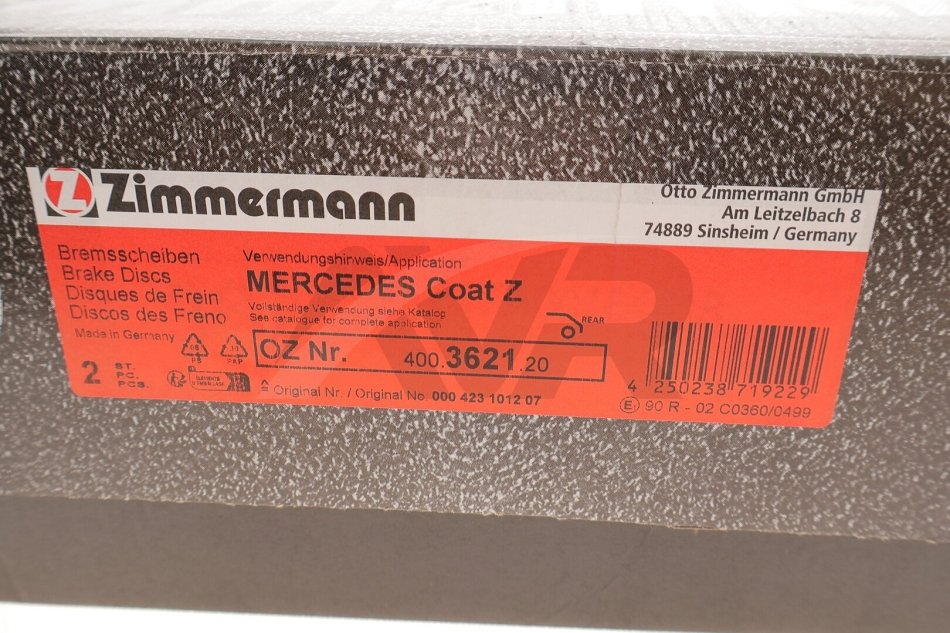 Z Zimmermann
Otto Zimmermann GmbH
Am Leitzelbach 8
74889 Sinsheim / Germany
Bremsscheiben
Brake Discs
Disques de Frein
Discos des Freno
Made in Germany
2 ST.
PC.
PCS.
Verwendungshinweis/Application
MERCEDES Coat Z
Vollständige Verwendung siehe Katalog
See catalogue for complete application
REAR
OZ Nr. 400.3621.20
≙ Original Nr. / Original No. 000 423 1012 07
4 250238 719229
E 90 R - 02 C0360/0499